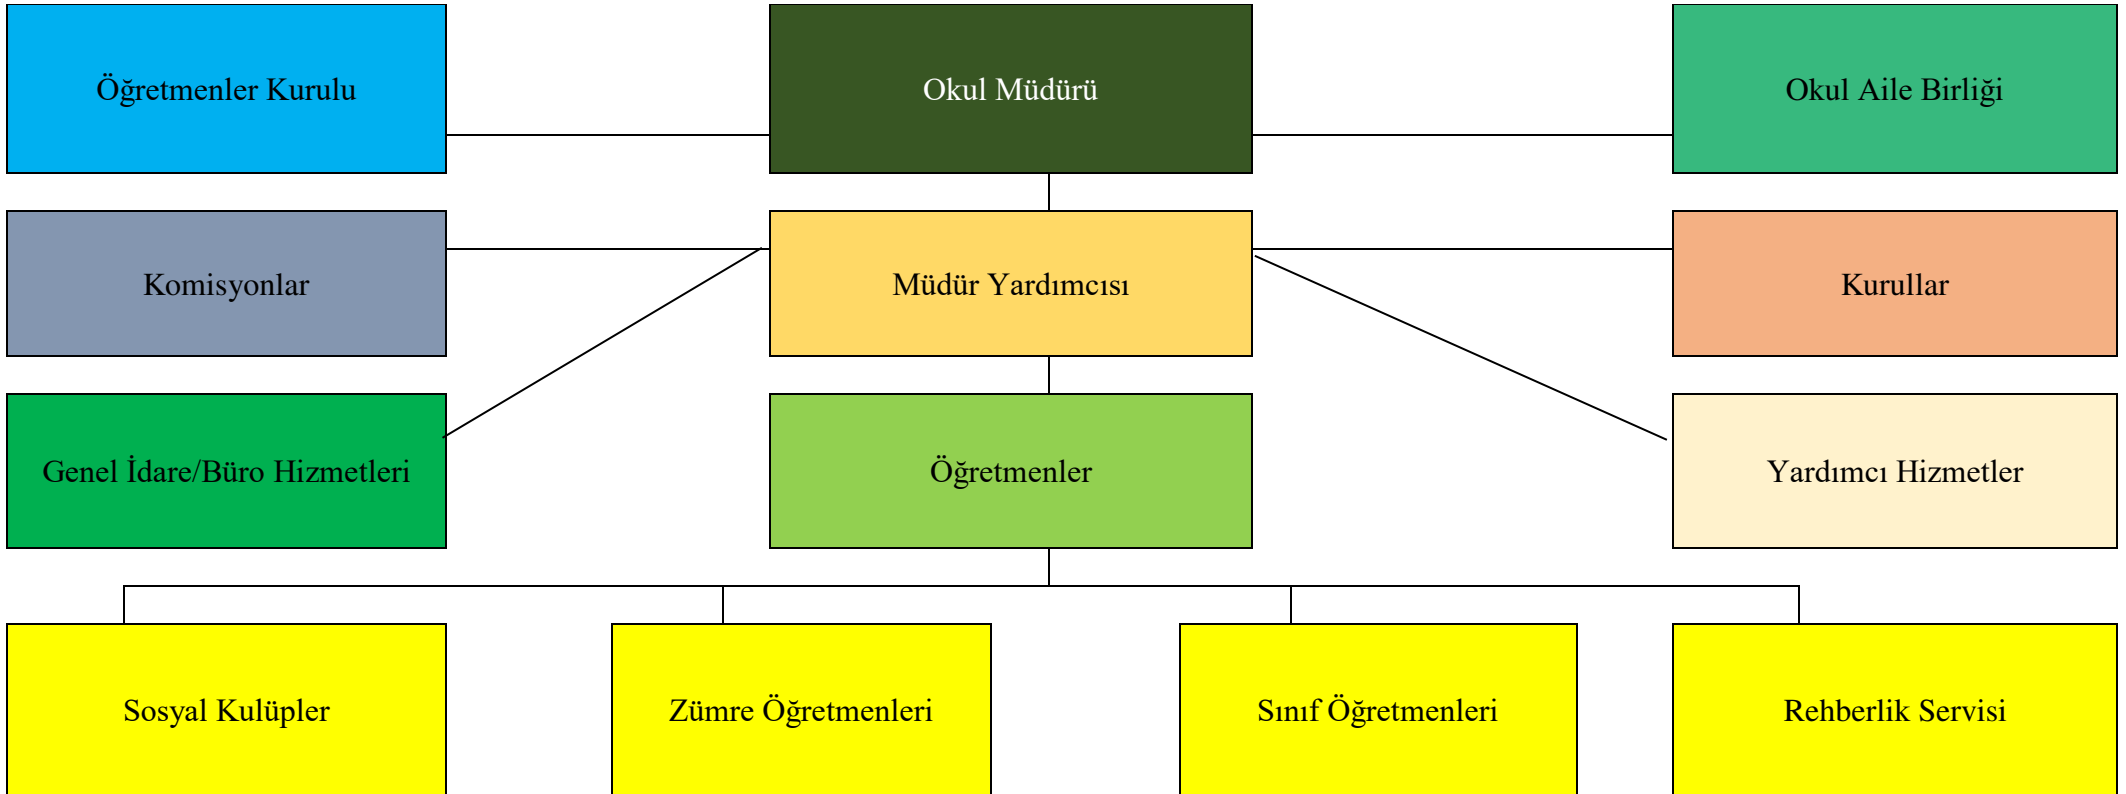 Öğretmenler Kurulu
Okul Müdürü
Okul Aile Birliği
Komisyonlar
Müdür Yardımcısı
Kurullar
Genel İdare/Büro Hizmetleri
Öğretmenler
Yardımcı Hizmetler
Sosyal Kulüpler
Zümre Öğretmenleri
Sınıf Öğretmenleri
Rehberlik Servisi